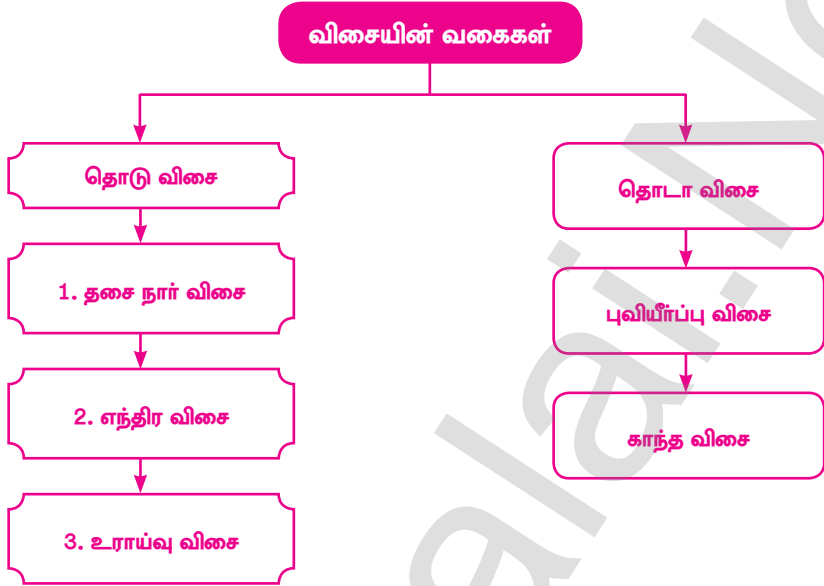 விசையின் வகைகள்
தொடு விசை
1. தசை நார் விசை
2. எந்திர விசை
3. உராய்வு விசை
தொடா விசை
புவியீர்ப்பு விசை
காந்த விசை